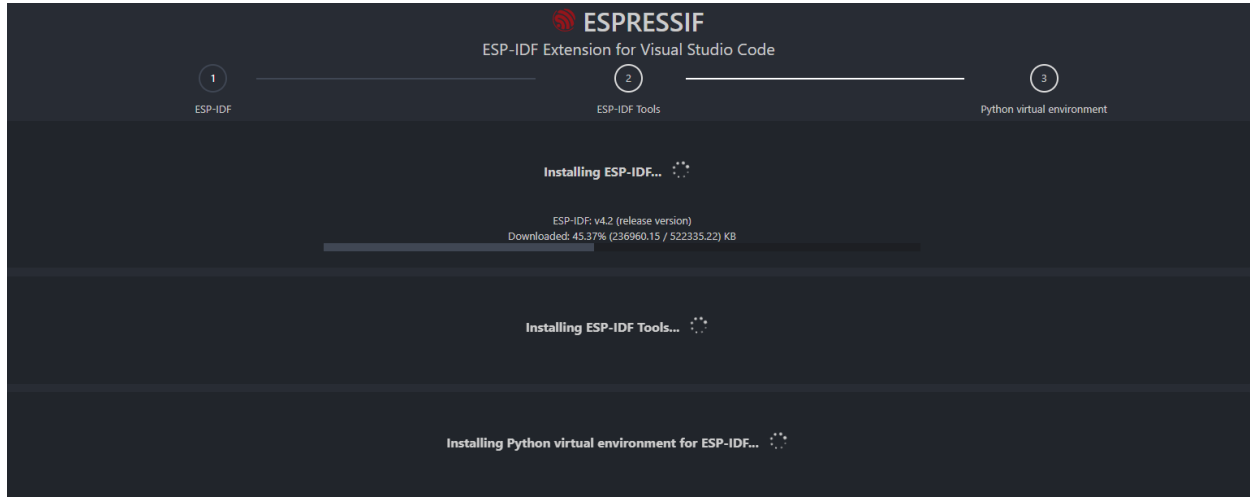 ESPRESSIF
ESP-IDF Extension for Visual Studio Code
1
2
3
ESP-IDF
ESP-IDF Tools
Python virtual environment
Installing ESP-IDF...
ESP-IDF: v4.2 (release version)
Downloaded: 45.37% (236960.15 / 522335.22) KB
Installing ESP-IDF Tools...
Installing Python virtual environment for ESP-IDF...